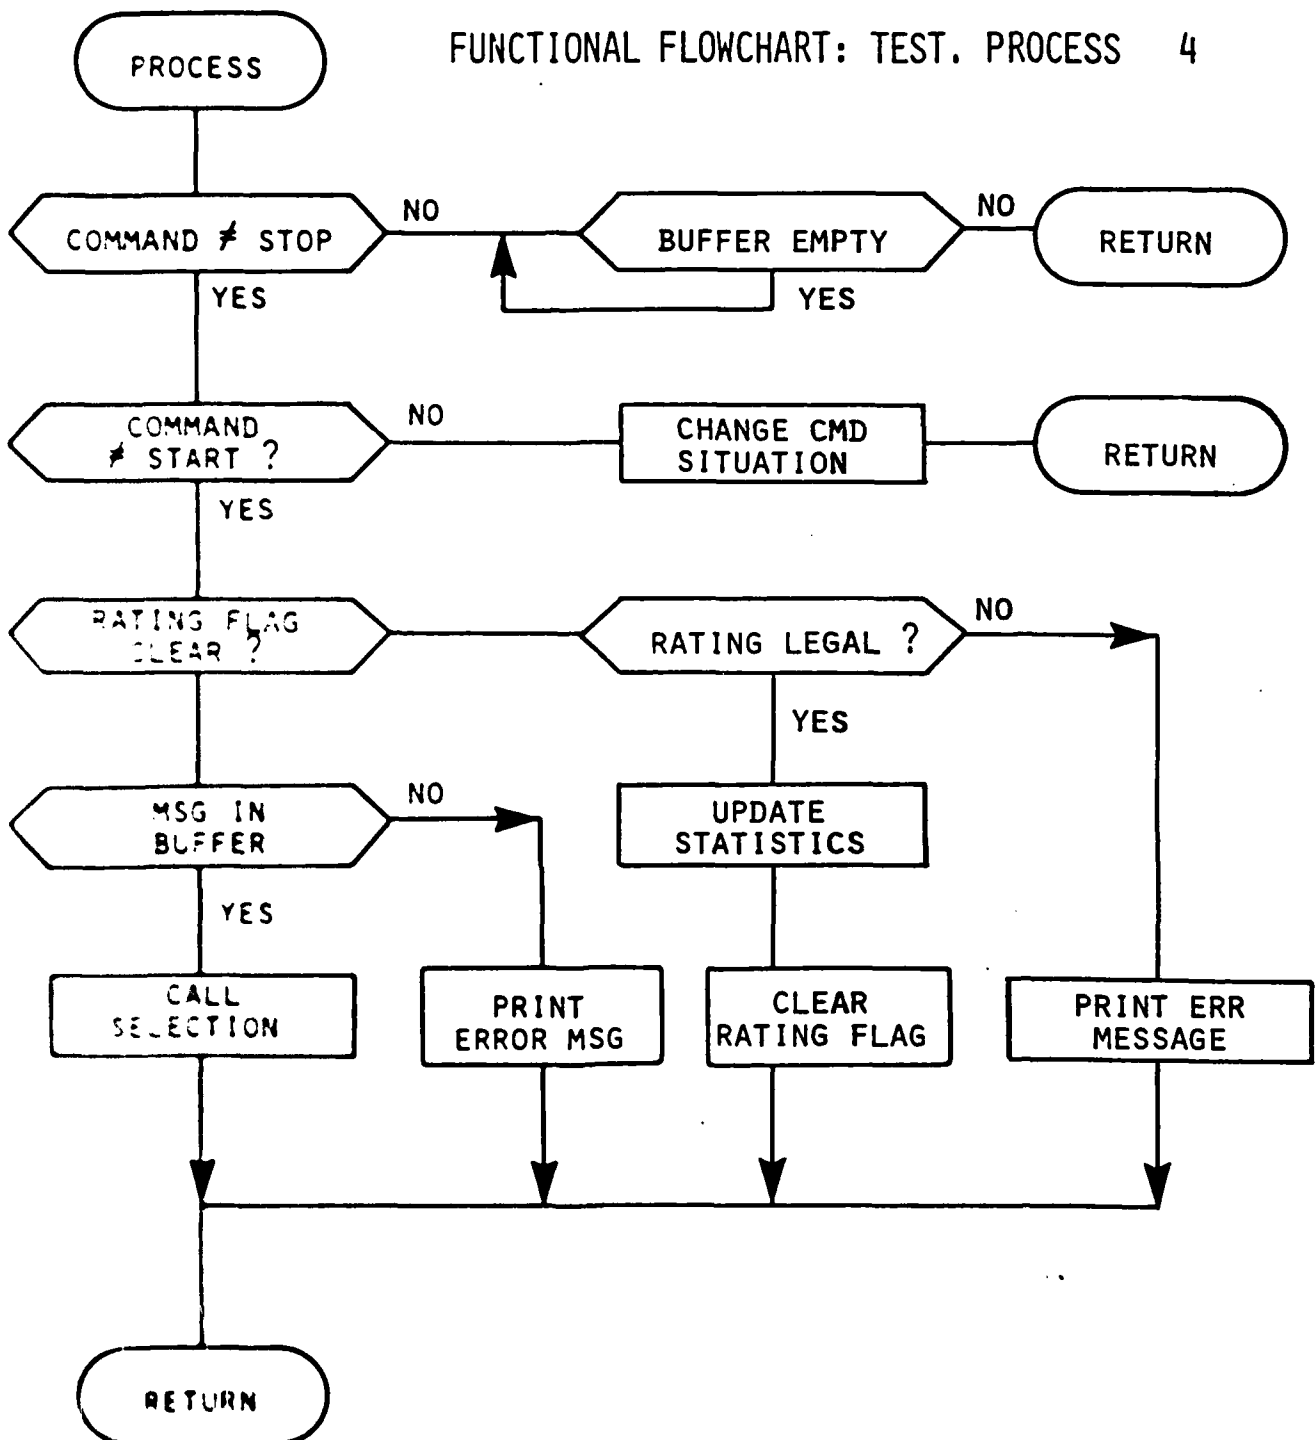 FUNCTIONAL FLOWCHART: TEST. PROCESS 4
PROCESS
COMMAND ≠ STOP
NO
BUFFER EMPTY
NO
RETURN
YES
YES
COMMAND
≠ START ?
NO
CHANGE CMD
SITUATION
RETURN
YES
RATING FLAG
CLEAR ?
RATING LEGAL ?
NO
YES
MSG IN
BUFFER
NO
UPDATE
STATISTICS
YES
CALL
SELECTION
PRINT
ERROR MSG
CLEAR
RATING FLAG
PRINT ERR
MESSAGE
RETURN